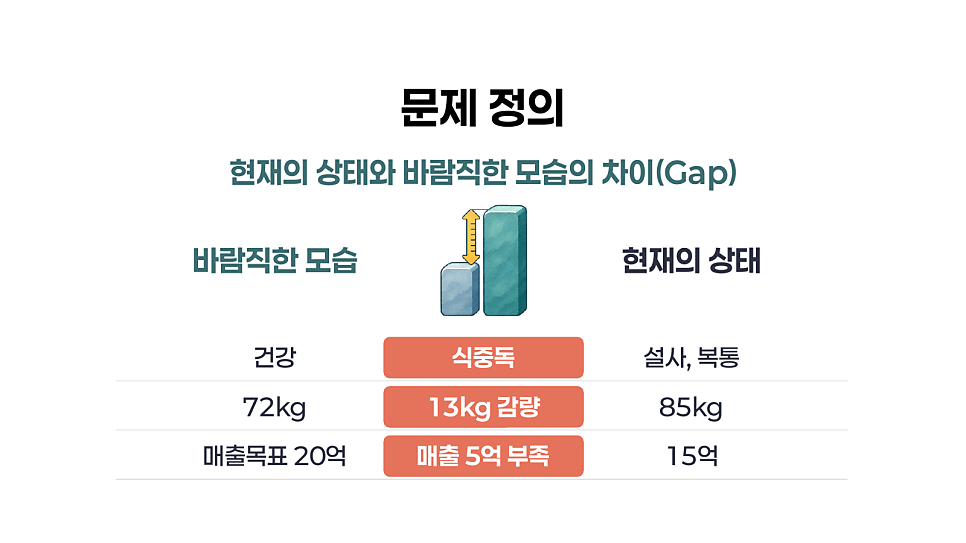 문제 정의
현재의 상태와 바람직한 모습의 차이(Gap)
바람직한 모습
현재의 상태
건강 식중독 설사, 복통
72kg 13kg 감량 85kg
매출목표 20억 매출 5억 부족 15억